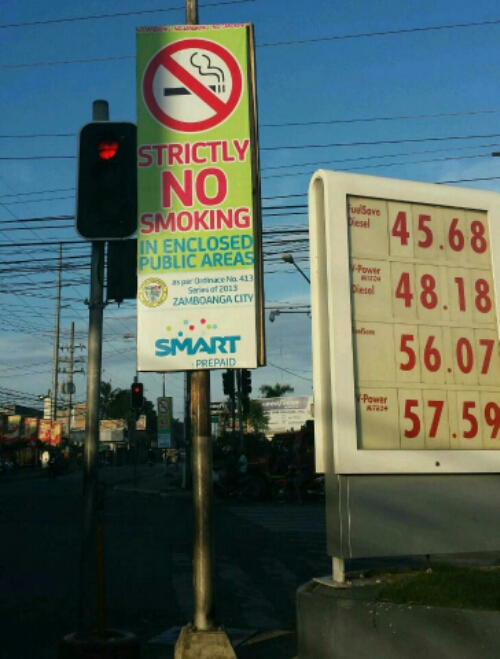 STRICTLY
NO
SMOKING
IN ENCLOSED
PUBLIC AREAS
as per Ordinace No. 413
Series of 2013
ZAMBOANGA CITY
SMART
PREPAID
FuelSave
Diesel
45.68
V-Power
Diesel
48.18
56.07
V-Power
57.59